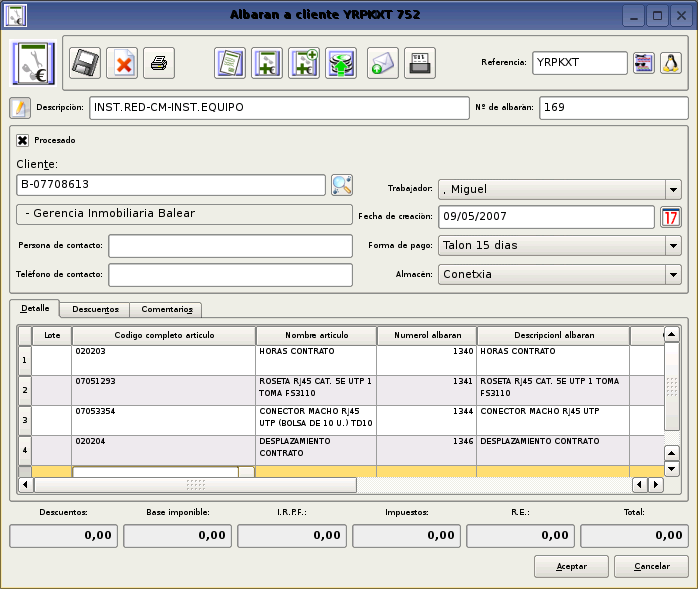 Albaran a cliente YRPKXT 752
Referencia: YRPKXT
Descripción: INST.RED-CM-INST.EQUIPO Nº de albarán: 169
Procesado
Cliente:
B-07708613
Trabajador: , Miguel
- Gerencia Inmobiliaria Balear
Fecha de creación: 09/05/2007 17
Persona de contacto: Forma de pago: Talon 15 dias
Teléfono de contacto: Almacén: Conetxia
Detalle Descuentos Comentarios
Lote Codigo completo articulo Nombre articulo Numerol albaran Descripcionl albaran
1 020203 HORAS CONTRATO 1340 HORAS CONTRATO
2 07051293 ROSETA RJ45 CAT. 5E UTP 1 1341 ROSETA RJ45 CAT. 5E UTP 1
TOMA FS3110 TOMA FS3110
3 07053354 CONECTOR MACHO RJ45 1344 CONECTOR MACHO RJ45 UTP
UTP (BOLSA DE 10 U.) TD10
4 020204 DESPLAZAMIENTO 1346 DESPLAZAMIENTO CONTRATO
CONTRATO
Descuentos: Base imponible: I.R.P.F.: Impuestos: R.E.: Total:
0,00 0,00 0,00 0,00 0,00 0,00
Aceptar Cancelar